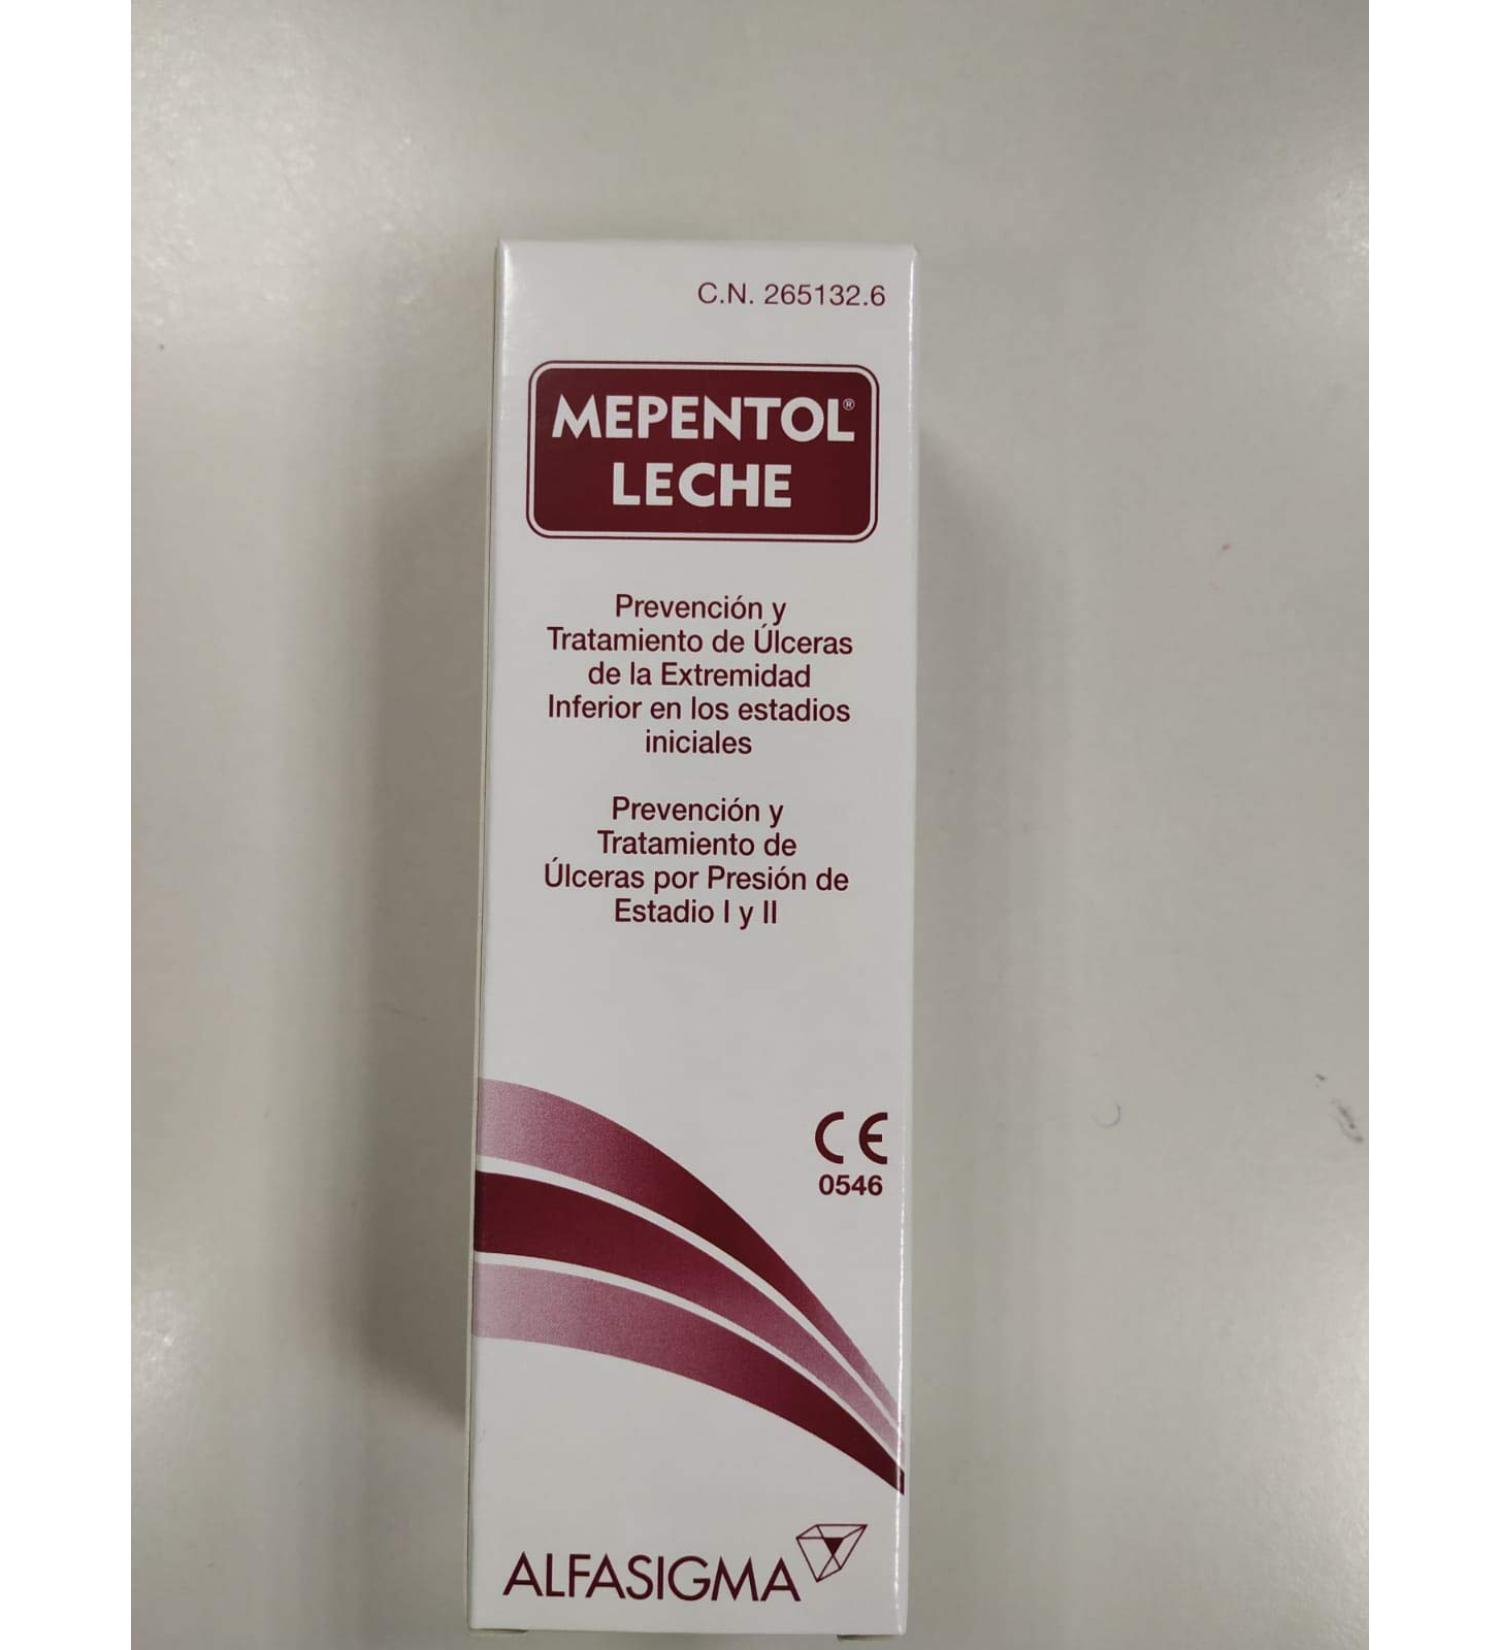 C.N. 265132.6
MEPENTOL®
LECHE
Prevención y
Tratamiento de Úlceras
de la Extremidad
Inferior en los estadios
iniciales
Prevención y
Tratamiento de
Úlceras por Presión de
Estadio I y II
CE
0546
ALFASIGMA